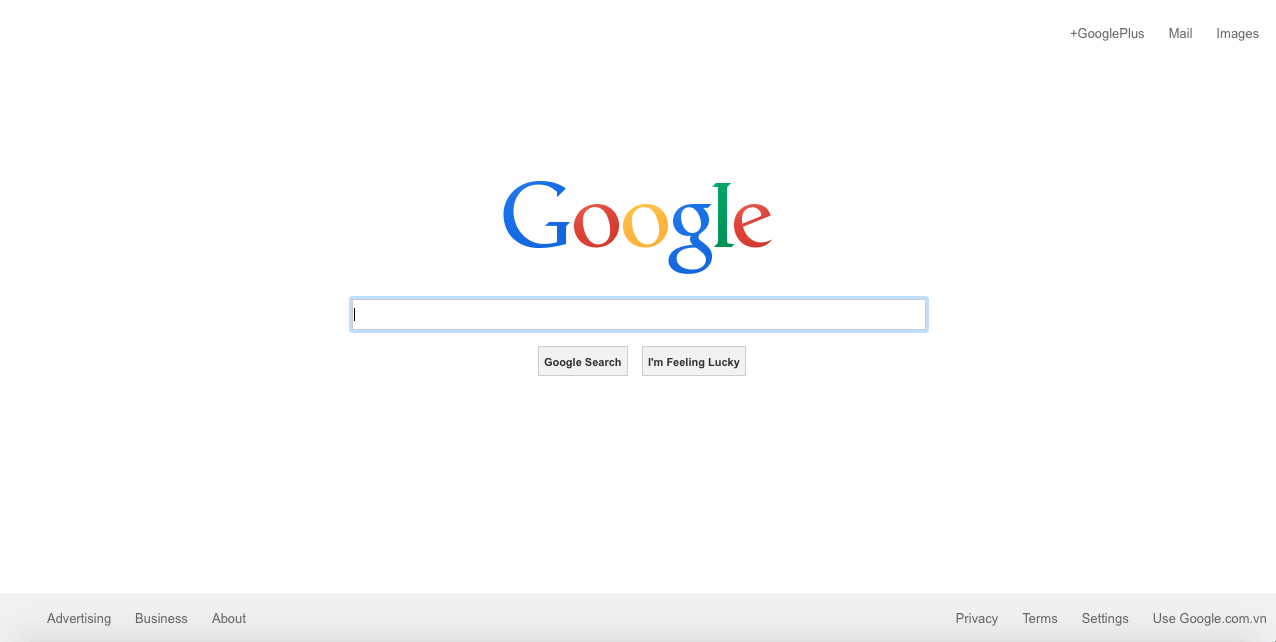 +GooglePlus Mail Images
Google
Google Search I'm Feeling Lucky
Advertising Business About Privacy Terms Settings Use Google.com.vn